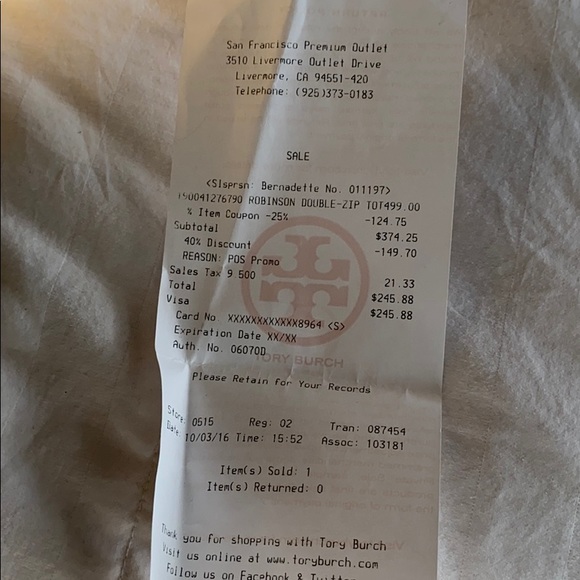 San Francisco Premium Outlet
3510 Livermore Outlet Drive
Livermore, CA 94551-420
Telephone: (925)373-0183
SALE
<Slsprsn: Bernadette No. 011197>
190041276790 ROBINSON DOUBLE-ZIP TOT499.00
% Item Coupon -25% -124.75
Subtotal $374.25
40% Discount -149.70
REASON: POS Promo
Sales Tax 9 500 21.33
Total $245.88
Visa $245.88
Card No. XXXXXXXXXXXX8964 <S>
Expiration Date XX/XX
Auth. No. 06070D
TORY BURCH
Please Retain for Your Records
Store: 0515 Reg: 02 Tran: 087454
Date: 10/03/16 Time: 15:52 Assoc: 103181
Item(s) Sold: 1
Item(s) Returned: 0
Thank you for shopping with Tory Burch
Visit us online at www.toryburch.com
Follow us on Facebook & Twitter